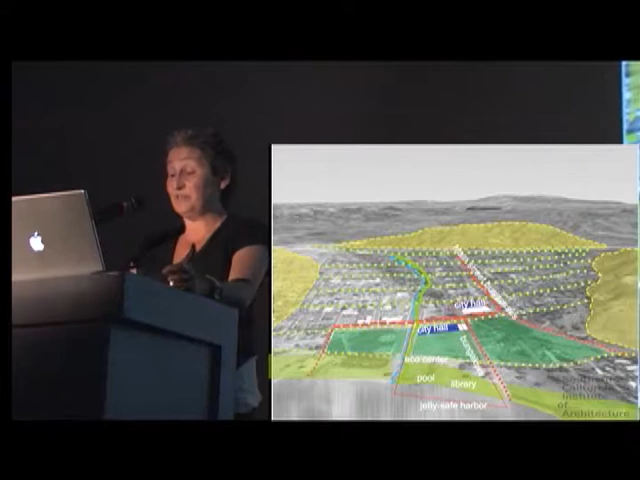 city hall
city hall
eco center
pool
library
jelly-safe harbor
Southern
California
Institute
of
Architecture